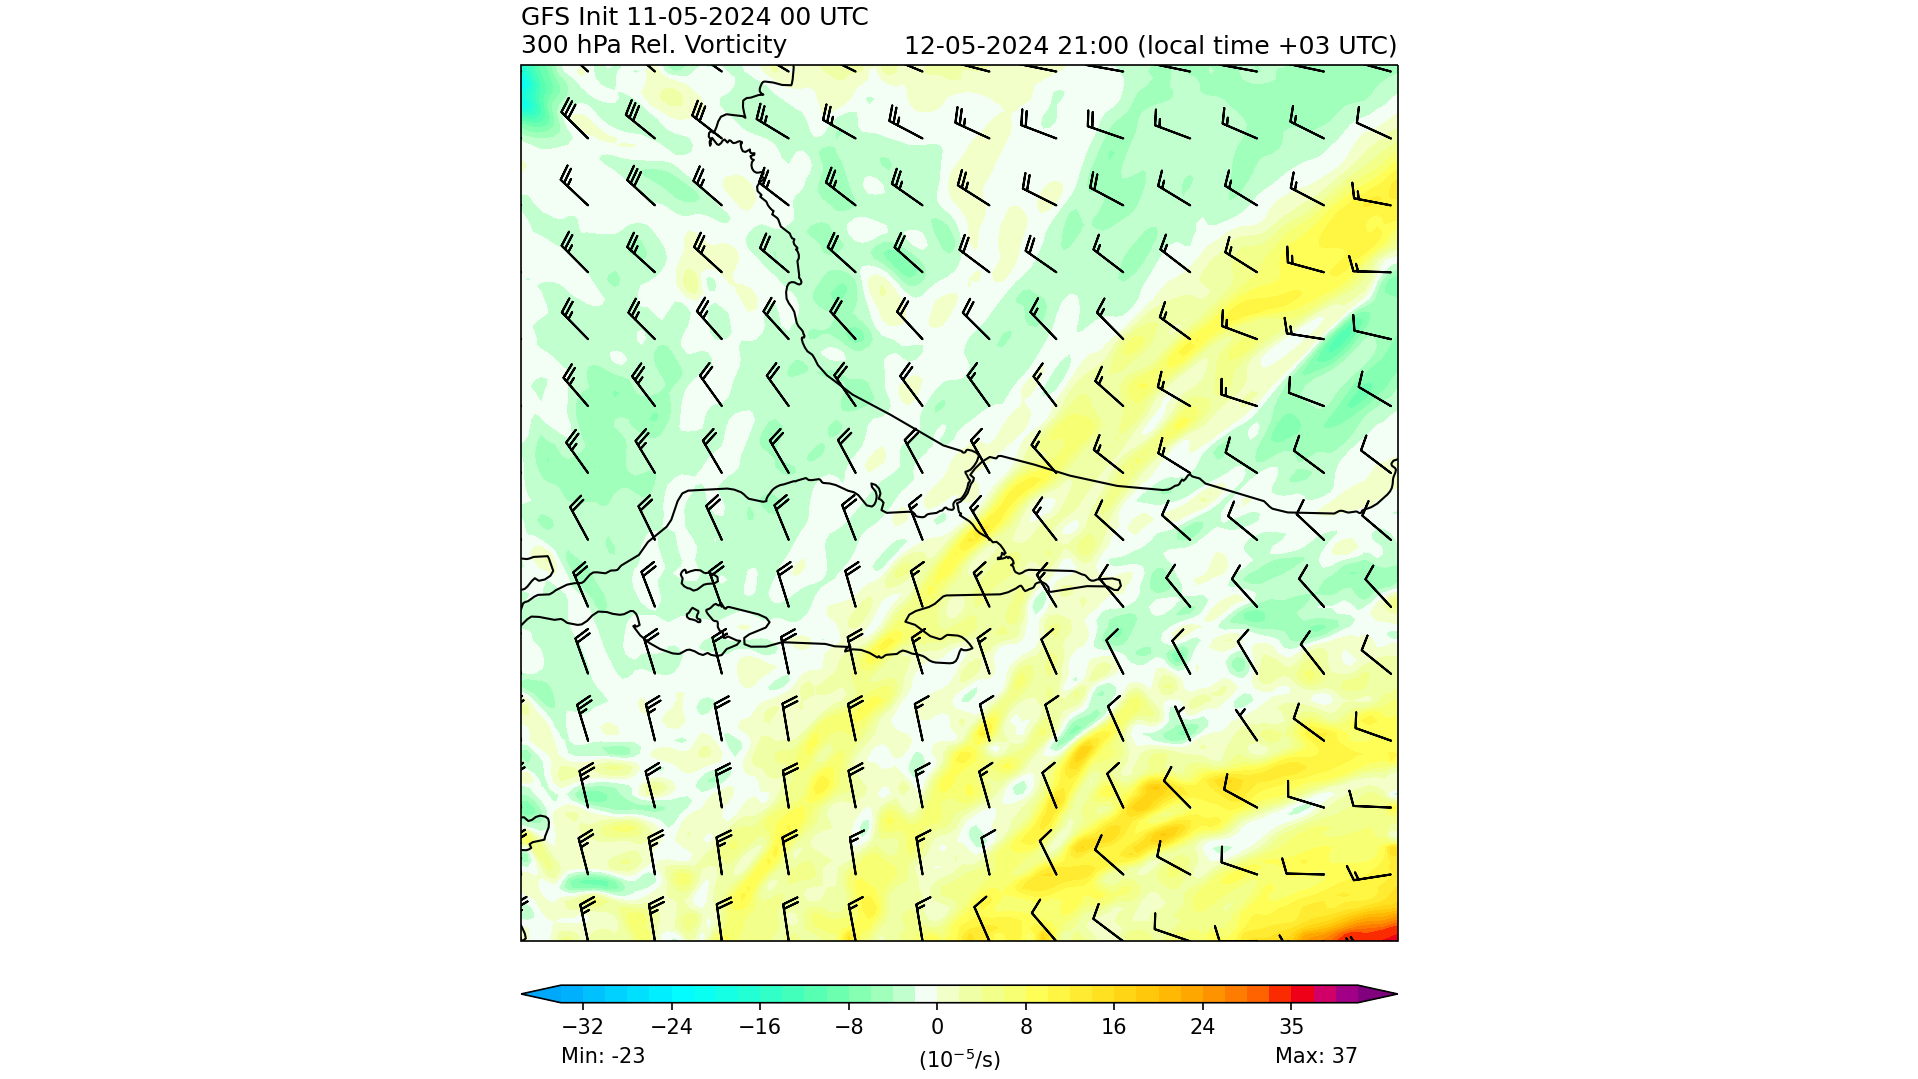 GFS Init 11-05-2024 00 UTC
300 hPa Rel. Vorticity
12-05-2024 21:00 (local time +03 UTC)
−32 −24 −16 −8 0 8 16 24 35
Min: -23 (10⁻⁵/s) Max: 37